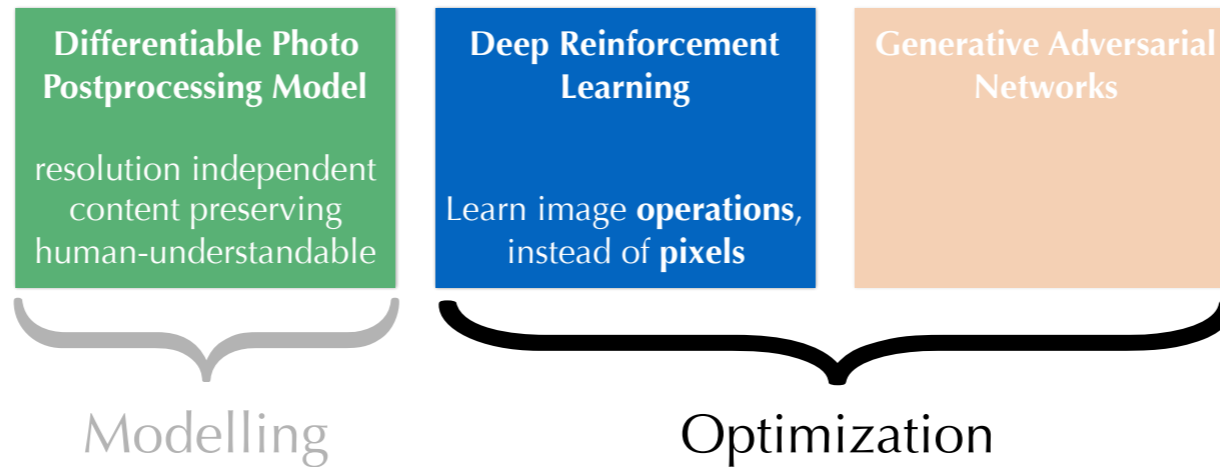 Differentiable Photo
Postprocessing Model
resolution independent
content preserving
human-understandable
Deep Reinforcement
Learning
Learn image operations,
instead of pixels
Generative Adversarial
Networks
Modelling
Optimization